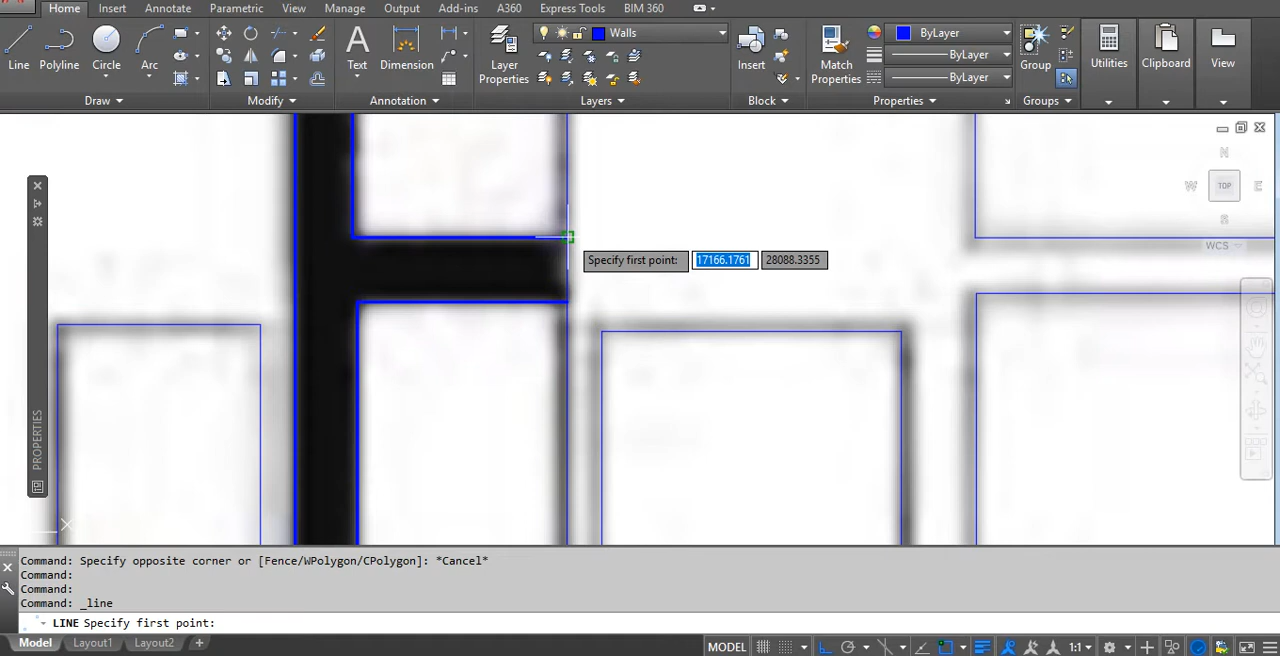 Home Insert Annotate Parametric View Manage Output Add-ins A360 Express Tools BIM 360
Walls
ByLayer
ByLayer
ByLayer
Line Polyline Circle Arc
Text Dimension
Layer Properties
Insert
Match Properties
Group
Utilities
Clipboard
View
Draw Modify Annotation Layers Block Properties Groups
N
W TOP E
S
WCS
Specify first point: 17166.1761 28088.3355
PROPERTIES
Command: Specify opposite corner or [Fence/WPolygon/CPolygon]: *Cancel*
Command:
Command:
Command: _line
LINE Specify first point:
Model Layout1 Layout2 +
MODEL 1:1